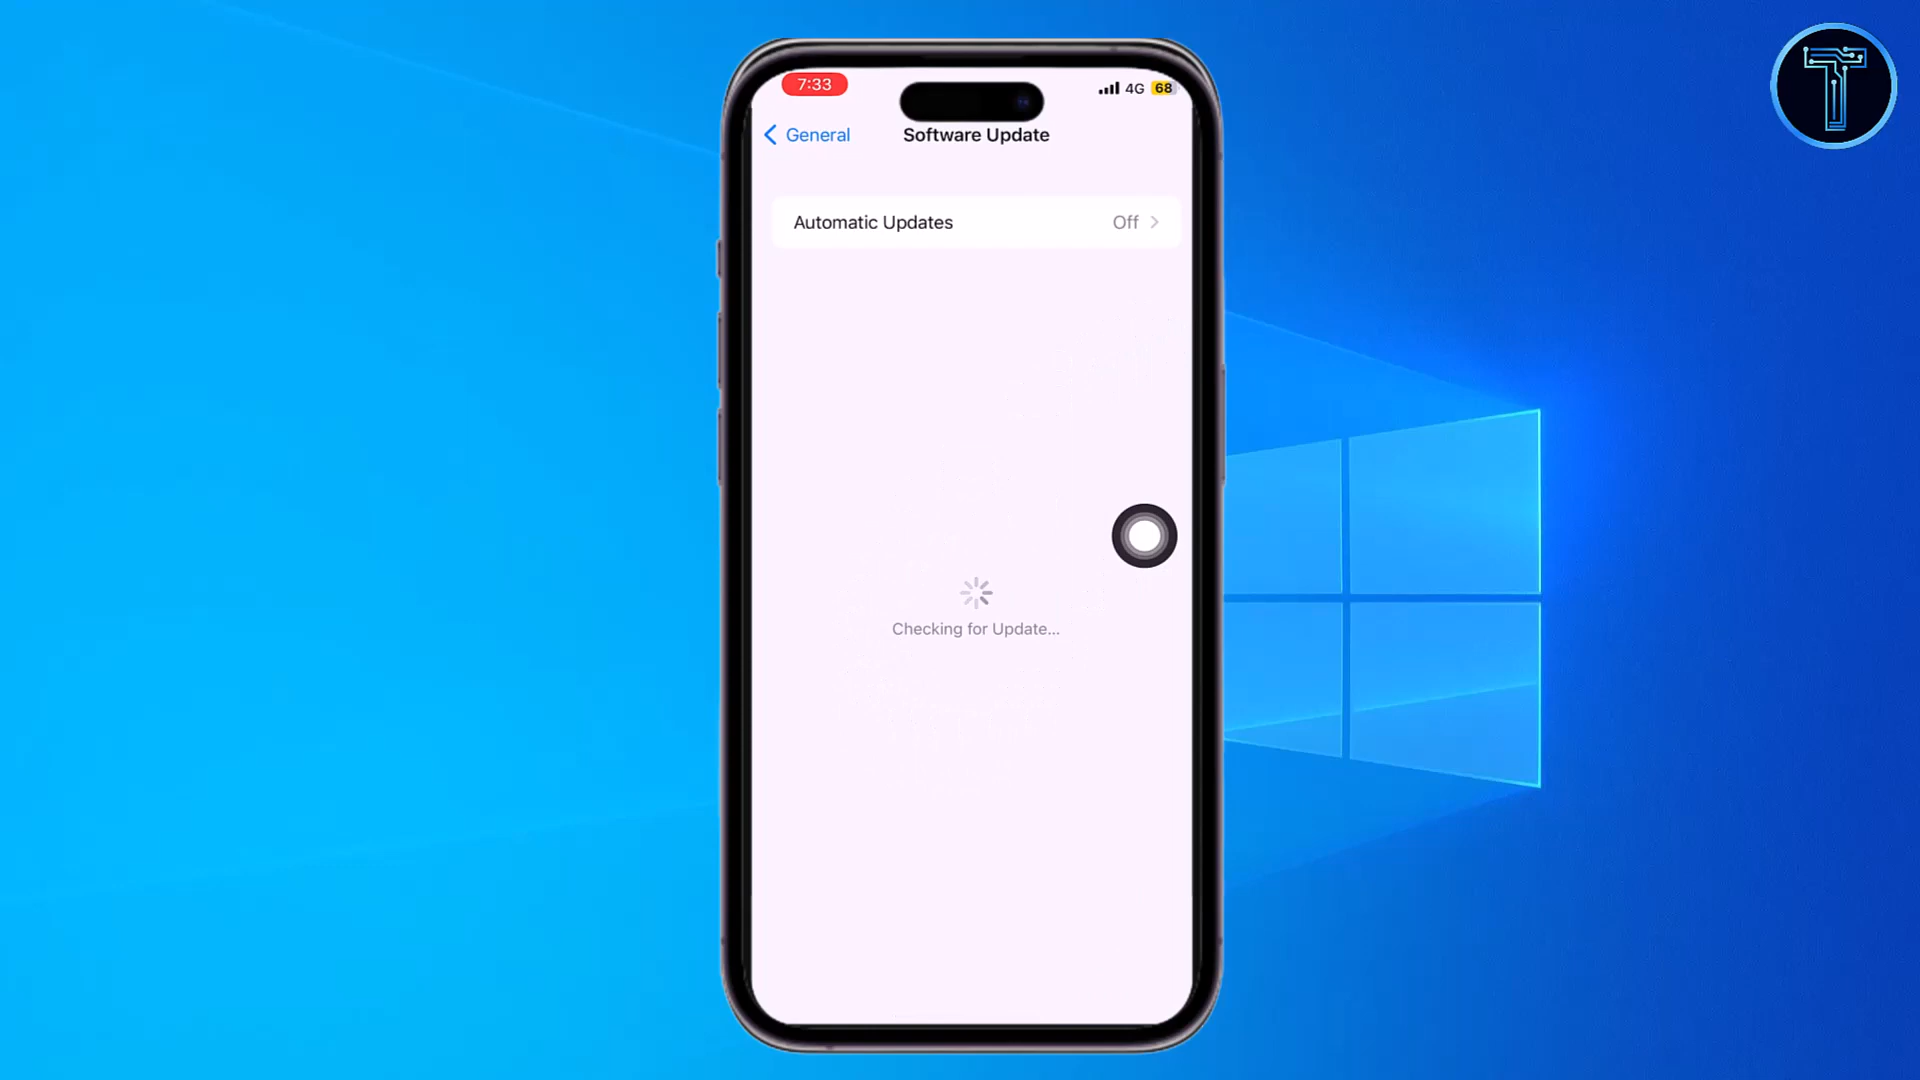 7:33
4G 68
General
Software Update
Automatic Updates Off
Checking for Update...
T